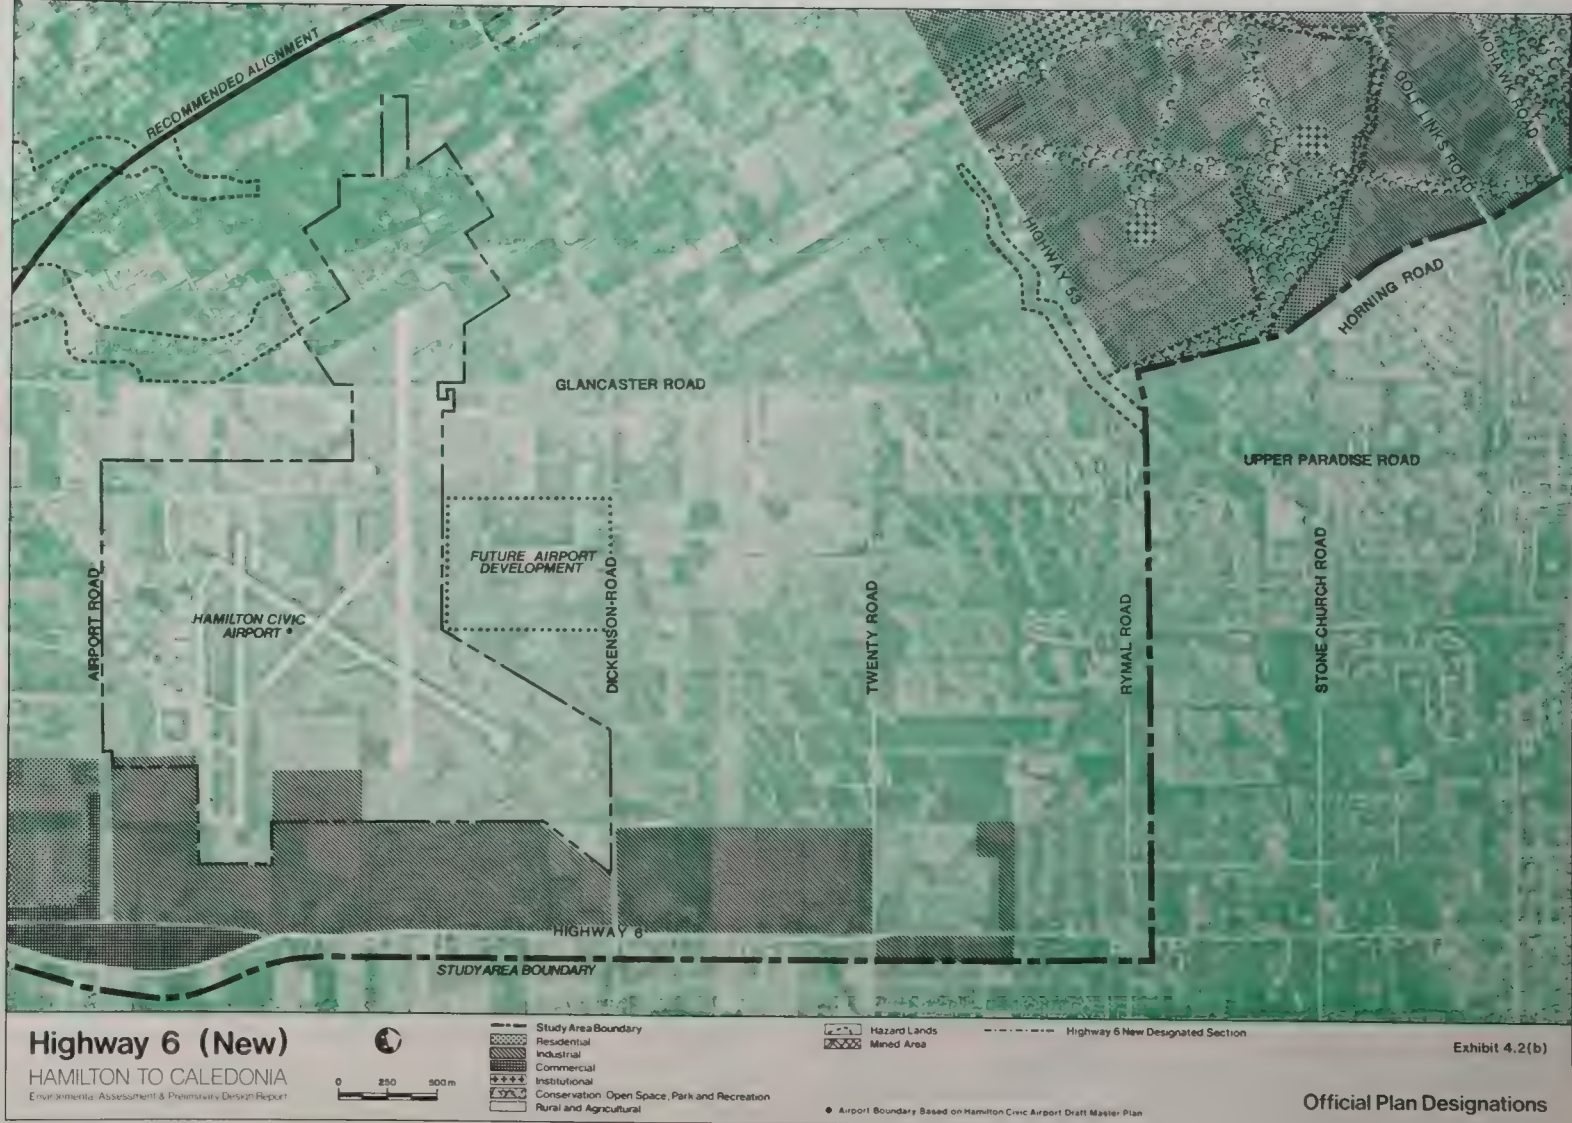 RECOMMENDED ALIGNMENT
MOHAWK ROAD
GOLF LINKS ROAD
HIGHWAY 53
HORNING ROAD
GLANCASTER ROAD
UPPER PARADISE ROAD
FUTURE AIRPORT
DEVELOPMENT
AIRPORT ROAD
HAMILTON CIVIC
AIRPORT ●
DICKENSON ROAD
TWENTY ROAD
RYMAL ROAD
STONE CHURCH ROAD
HIGHWAY 6
STUDY AREA BOUNDARY
Highway 6 (New)
HAMILTON TO CALEDONIA
Environmental Assessment & Preliminary Design Report
0 250 500m
Study Area Boundary
Residential
Industrial
Commercial
Institutional
Conservation Open Space, Park and Recreation
Rural and Agricultural
Hazard Lands
Mined Area
Highway 6 New Designated Section
● Airport Boundary Based on Hamilton Civic Airport Draft Master Plan
Exhibit 4.2(b)
Official Plan Designations